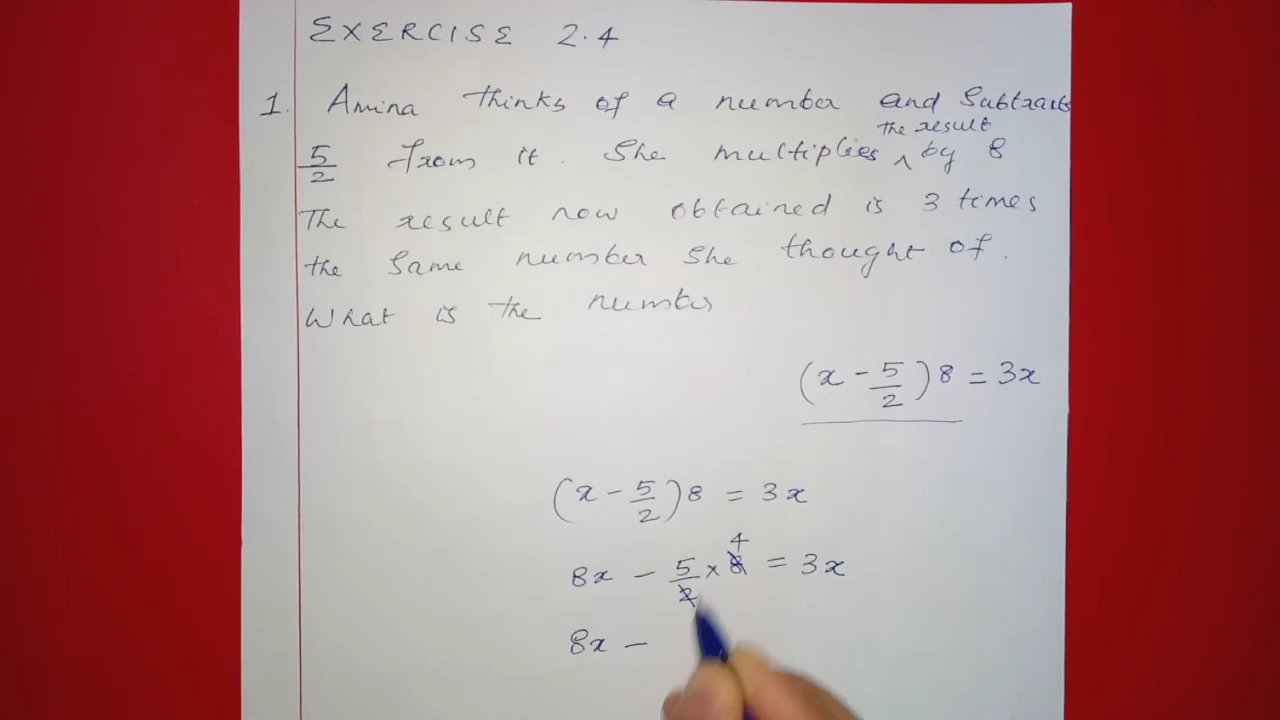 EXERCISE 2.4
1. Amina thinks of a number and Subtracts
5/2 from it. She multiplies ^ the result by 8
The result now obtained is 3 times
the same number she thought of.
What is the number
(x - 5/2) 8 = 3x
(x - 5/2) 8 = 3x
4
8x - 5/2 × 8 = 3x
8x -